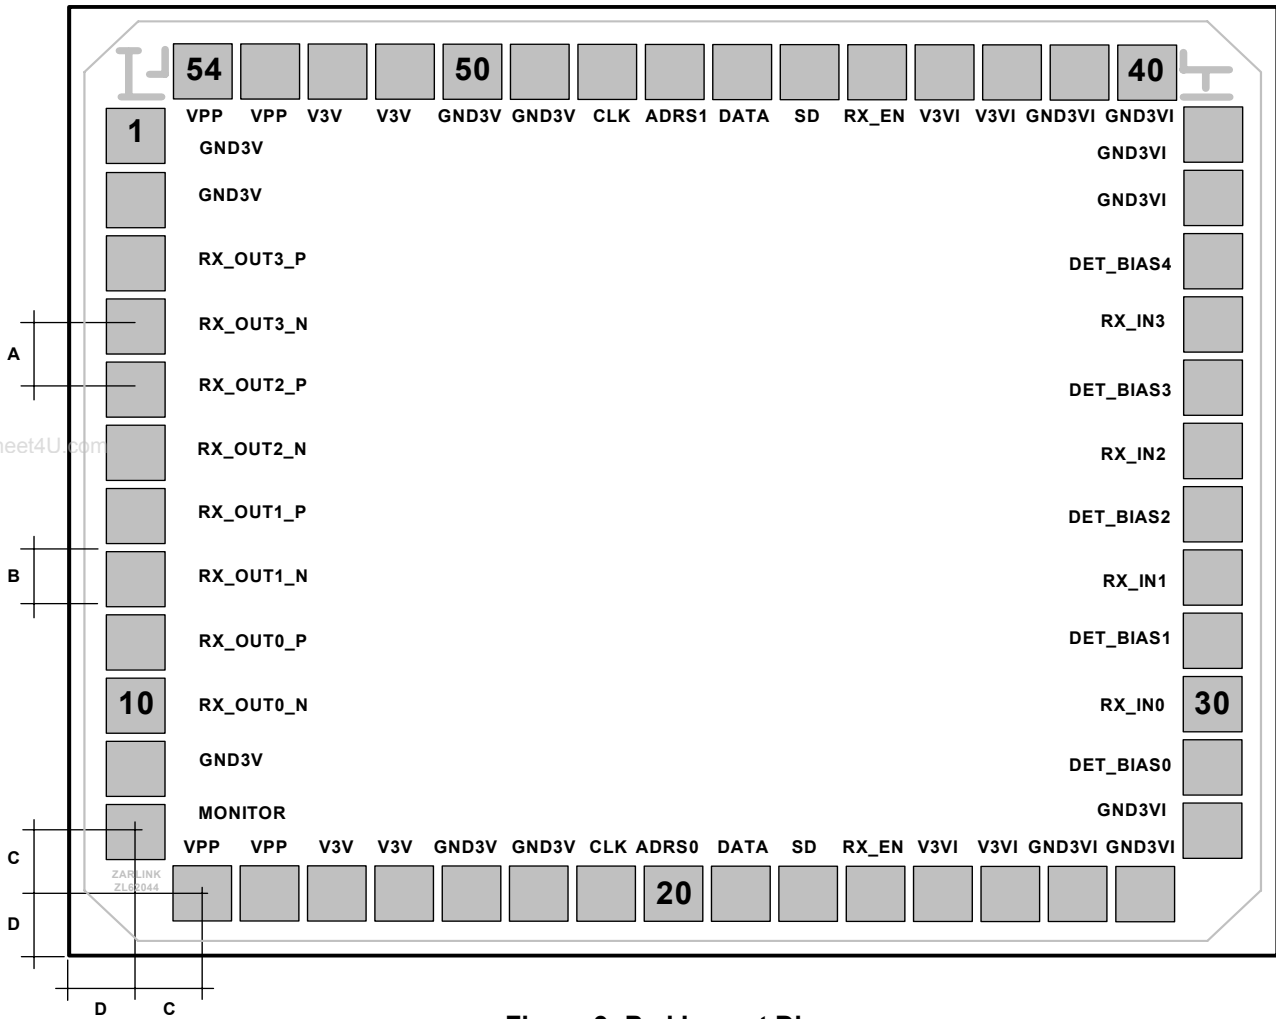 54 50 40
VPP VPP V3V V3V GND3V GND3V CLK ADRS1 DATA SD RX_EN V3VI V3VI GND3VI GND3VI
1
GND3V GND3VI
GND3V GND3VI
RX_OUT3_P DET_BIAS4
RX_OUT3_N RX_IN3
A
RX_OUT2_P DET_BIAS3
RX_OUT2_N RX_IN2
eet4U.com
RX_OUT1_P DET_BIAS2
B RX_OUT1_N RX_IN1
RX_OUT0_P DET_BIAS1
10 RX_OUT0_N RX_IN0 30
GND3V DET_BIAS0
MONITOR GND3VI
VPP VPP V3V V3V GND3V GND3V CLK ADRS0 DATA SD RX_EN V3VI V3VI GND3VI GND3VI
C
ZARLINK
ZL62044
20
D
D C